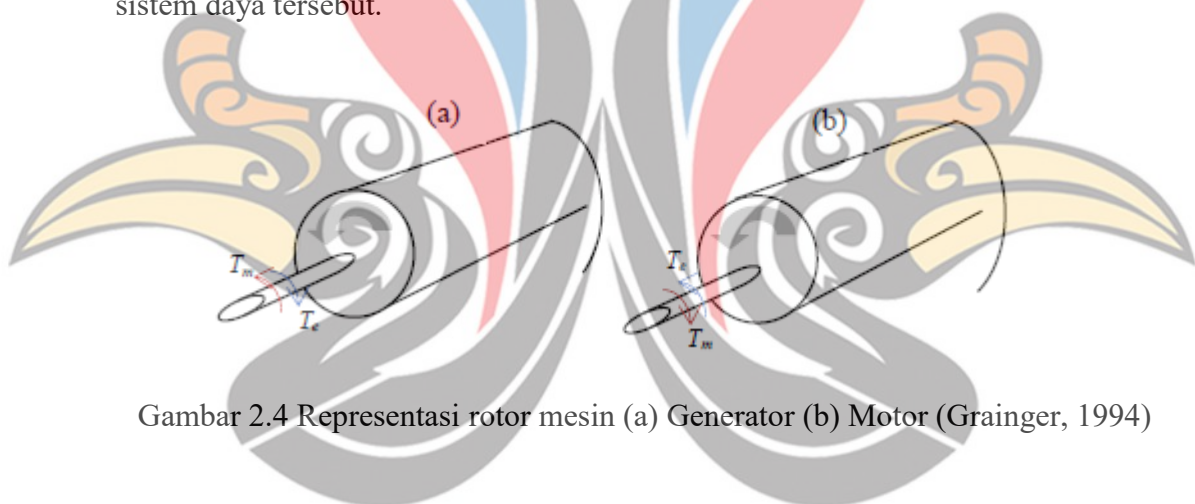 sistem daya tersebut.
(a) (b)
Tm Te
Te Tm
Gambar 2.4 Representasi rotor mesin (a) Generator (b) Motor (Grainger, 1994)